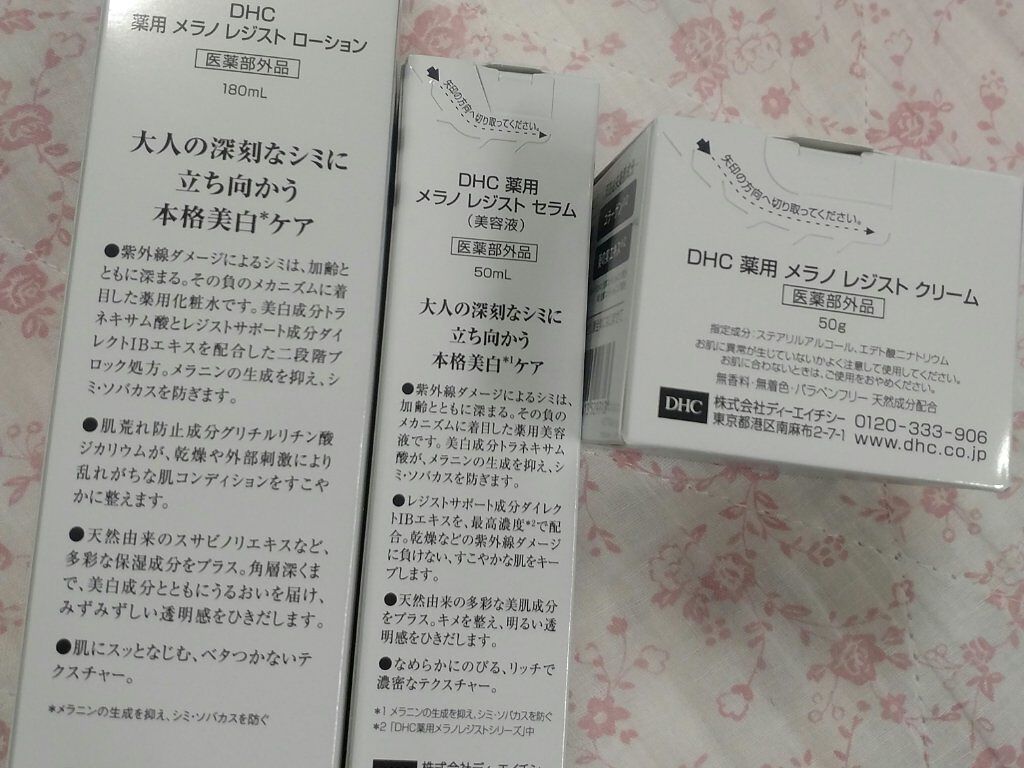 DHC
薬用 メラノ レジスト ローション
医薬部外品
180mL
大人の深刻なシミに
立ち向かう
本格美白*ケア
●紫外線ダメージによるシミは、加齢と
ともに深まる。その負のメカニズムに着
目した薬用化粧水です。美白成分トラ
ネキサム酸とレジストサポート成分ダイ
レクトIBエキスを配合した二段階ブ
ロック処方。メラニンの生成を抑え、シ
ミ・ソバカスを防ぎます。
●肌荒れ防止成分グリチルリチン酸
ジカリウムが、乾燥や外部刺激により
乱れがちな肌コンディションをすこや
かに整えます。
●天然由来のスサビノリエキスなど、
多彩な保湿成分をプラス。角層深くま
で、美白成分とともにうるおいを届け、
みずみずしい透明感をひきだします。
●肌にスッとなじむ、ベタつかないテ
クスチャー。
*メラニンの生成を抑え、シミ・ソバカスを防ぐ
矢印の方向へ切り取ってください。
DHC 薬用
メラノ レジスト セラム
(美容液)
医薬部外品
50mL
大人の深刻なシミに
立ち向かう
本格美白*1ケア
●紫外線ダメージによるシミは、
加齢とともに深まる。その負の
メカニズムに着目した薬用美容
液です。美白成分トラネキサム
酸が、メラニンの生成を抑え、シ
ミ・ソバカスを防ぎます。
●レジストサポート成分ダイレク
トIBエキスを、最高濃度*2で配
合。乾燥などの紫外線ダメージ
に負けない、すこやかな肌をキー
プします。
●天然由来の多彩な美肌成分
をプラス。キメを整え、明るい透
明感をひきだします。
●なめらかにのびる、リッチで
濃密なテクスチャー。
*1 メラニンの生成を抑え、シミ・ソバカスを防ぐ
*2 「DHC薬用メラノレジストシリーズ」中
矢印の方向へ切り取ってください。
DHC 薬用 メラノ レジスト クリーム
医薬部外品
50g
指定成分：ステアリルアルコール、エデト酸ニナトリウム
お肌に異常が生じていないかよく注意して使用してください。
お肌に合わないときは、ご使用をおやめください。
無香料・無着色・パラベンフリー 天然成分配合
DHC 株式会社ディーエイチシー 0120-333-906
東京都港区南麻布2-7-1 www.dhc.co.jp